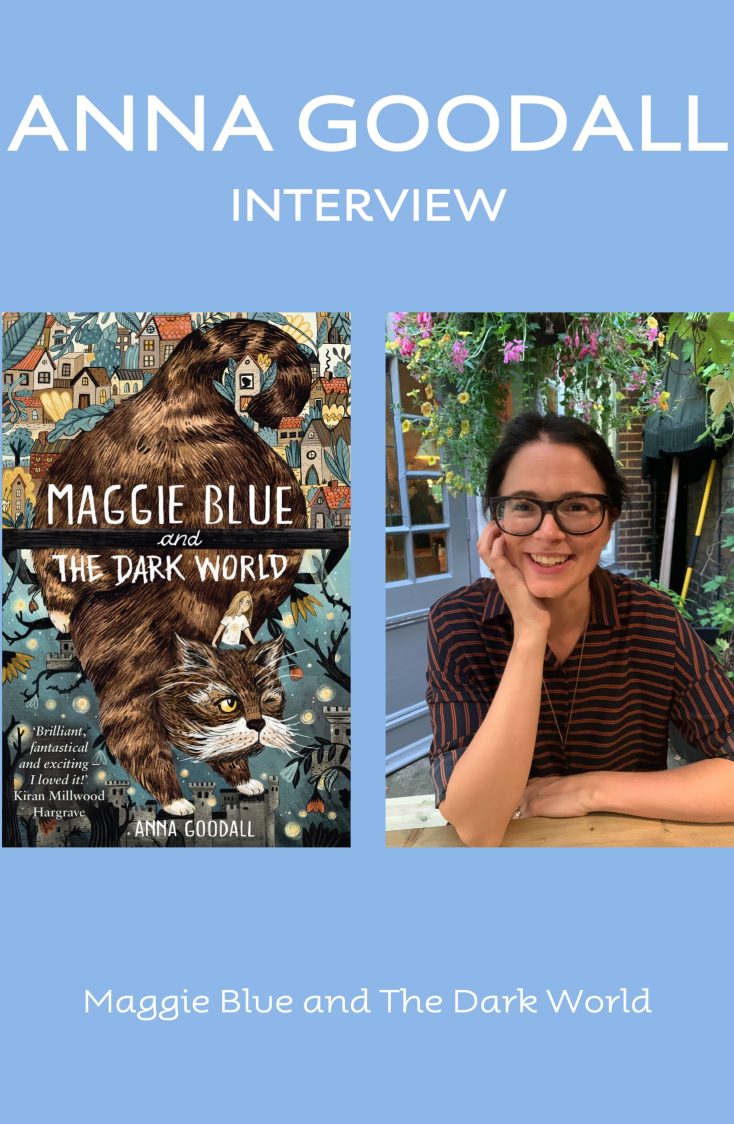 ANNA GOODALL
INTERVIEW
MAGGIE BLUE
and
THE DARK WORLD
'Brilliant,
fantastical
and exciting –
I loved it!'
Kiran Millwood
Hargrave
ANNA GOODALL
Maggie Blue and The Dark World